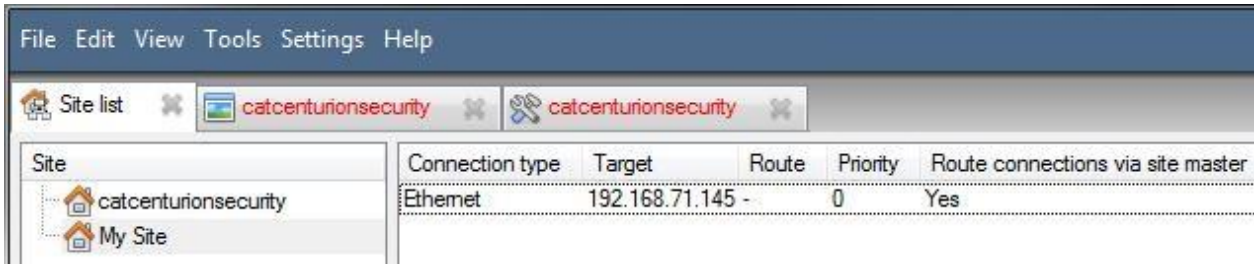 File Edit View Tools Settings Help
Site list catcenturionsecurity catcenturionsecurity
Site Connection type Target Route Priority Route connections via site master
catcenturionsecurity Ethernet 192.168.71.145 - 0 Yes
My Site